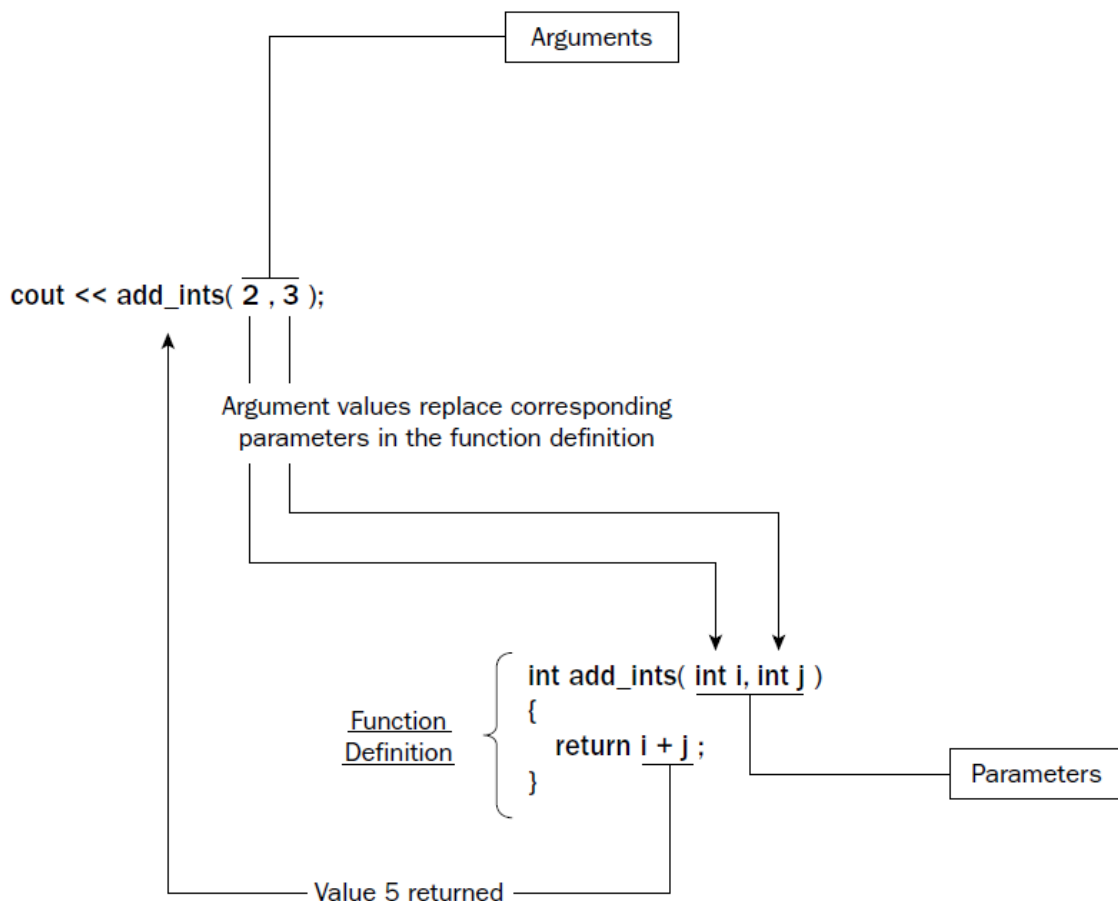 Arguments
cout << add_ints( 2 , 3 );
Argument values replace corresponding
parameters in the function definition
int add_ints( int i, int j )
{
return i + j ;
}
Function
Definition
Parameters
Value 5 returned